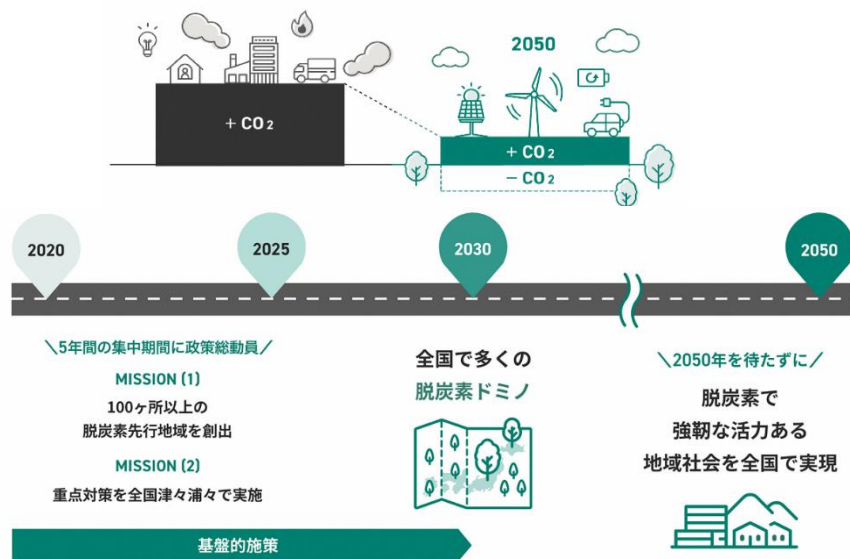 2050
+ CO2
+ CO2
− CO2
2020
2025
2030
2050
\5年間の集中期間に政策総動員/
MISSION (1)
100ヶ所以上の
脱炭素先行地域を創出
MISSION (2)
重点対策を全国津々浦々で実施
基盤的施策
全国で多くの
脱炭素ドミノ
\2050年を待たずに/
脱炭素で
強靭な活力ある
地域社会を全国で実現